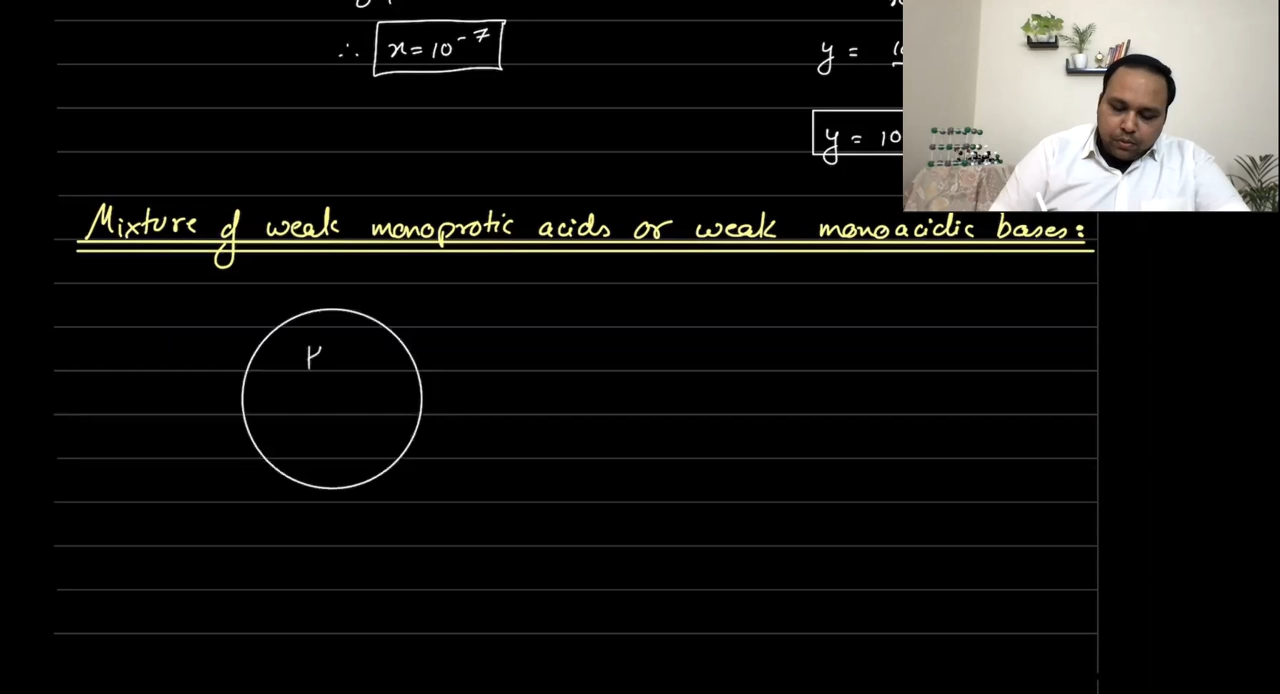 ∴ x = 10⁻⁷
y =
y = 10
Mixture of weak monoprotic acids or weak monoacidic bases: